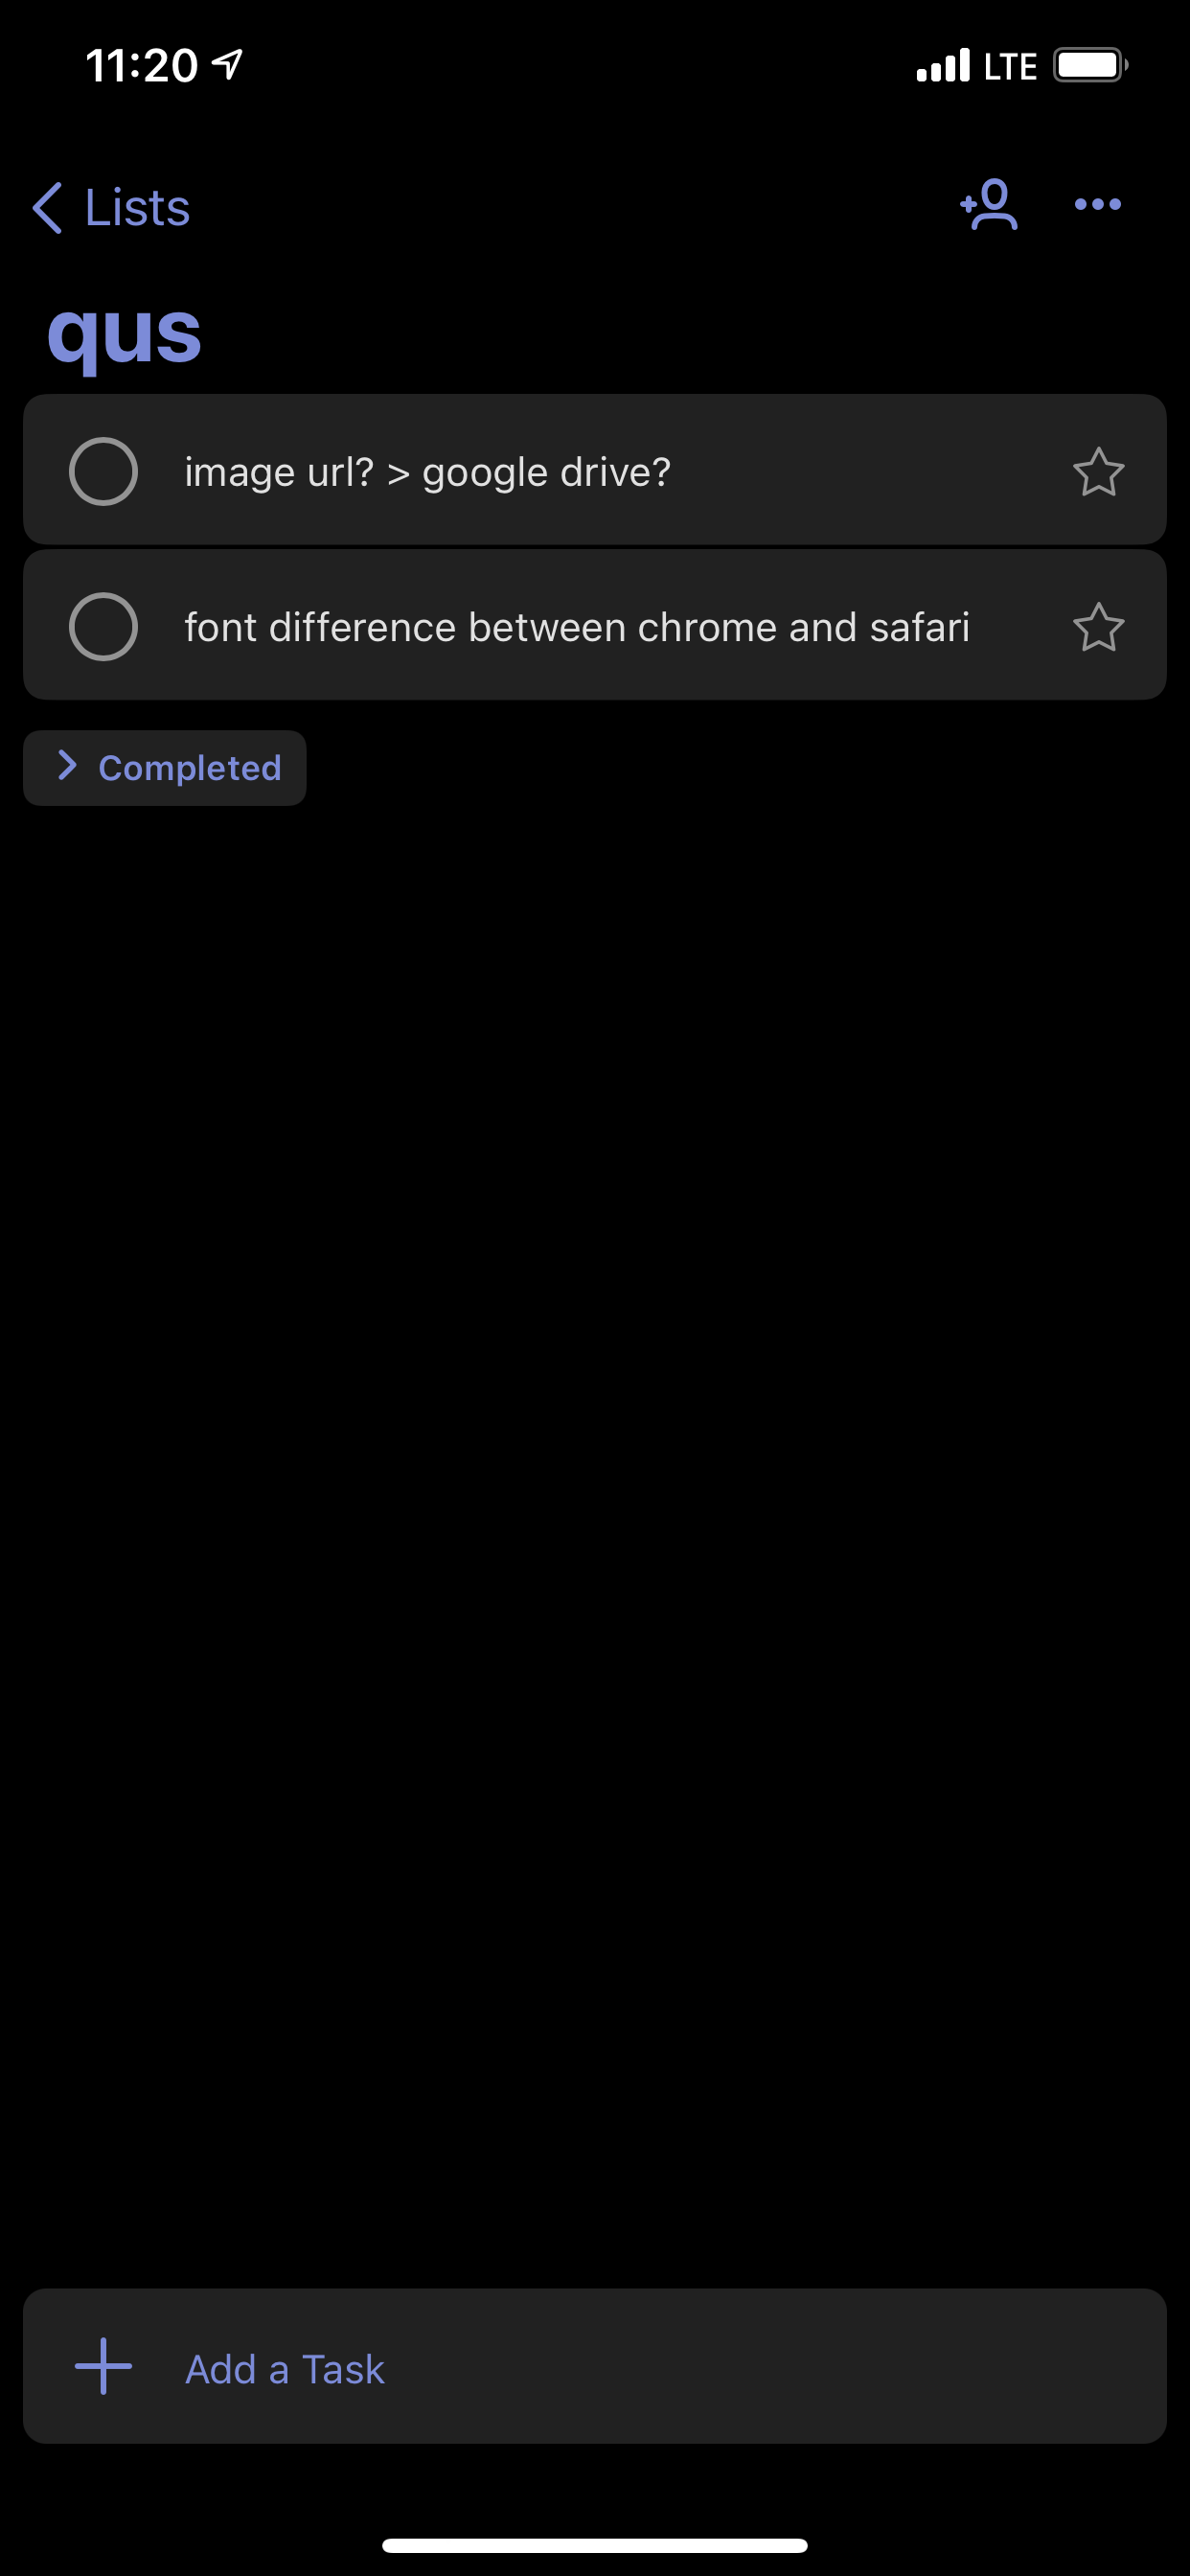 11:20
LTE
Lists
qus
image url? > google drive?
font difference between chrome and safari
Completed
Add a Task